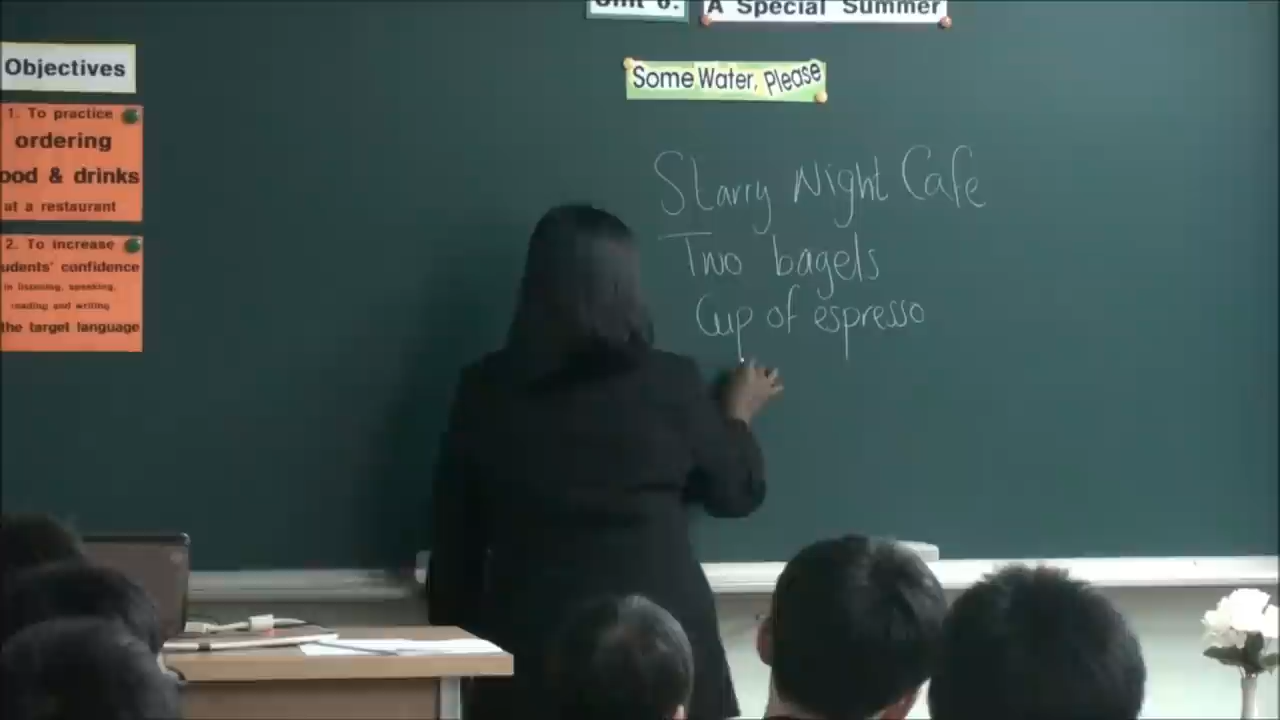 Unit 6:
A Special Summer
Some Water, Please
Objectives
1. To practice
ordering
ood & drinks
at a restaurant
2. To increase
udents' confidence
in listening, speaking,
reading and writing
the target language
Starry Night Cafe
Two bagels
Cup of espresso